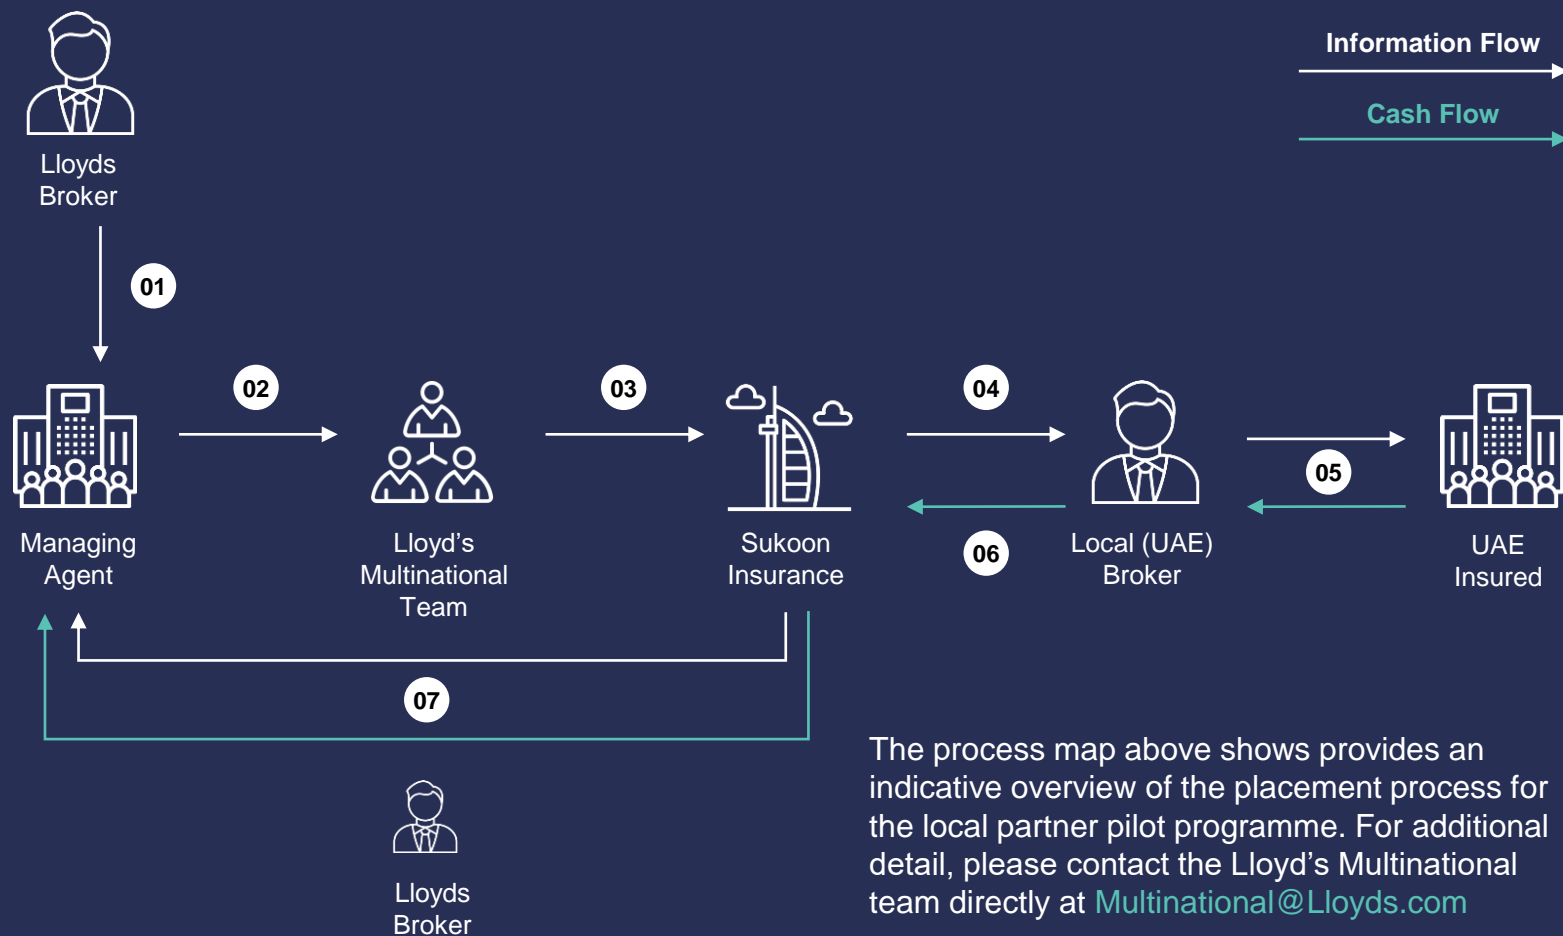 Information Flow
Cash Flow
Lloyds
Broker
01
02
03
04
05
06
Managing
Agent
Lloyd’s
Multinational
Team
Sukoon
Insurance
Local (UAE)
Broker
UAE
Insured
07
Lloyds
Broker
The process map above shows provides an
indicative overview of the placement process for
the local partner pilot programme. For additional
detail, please contact the Lloyd’s Multinational
team directly at Multinational@Lloyds.com